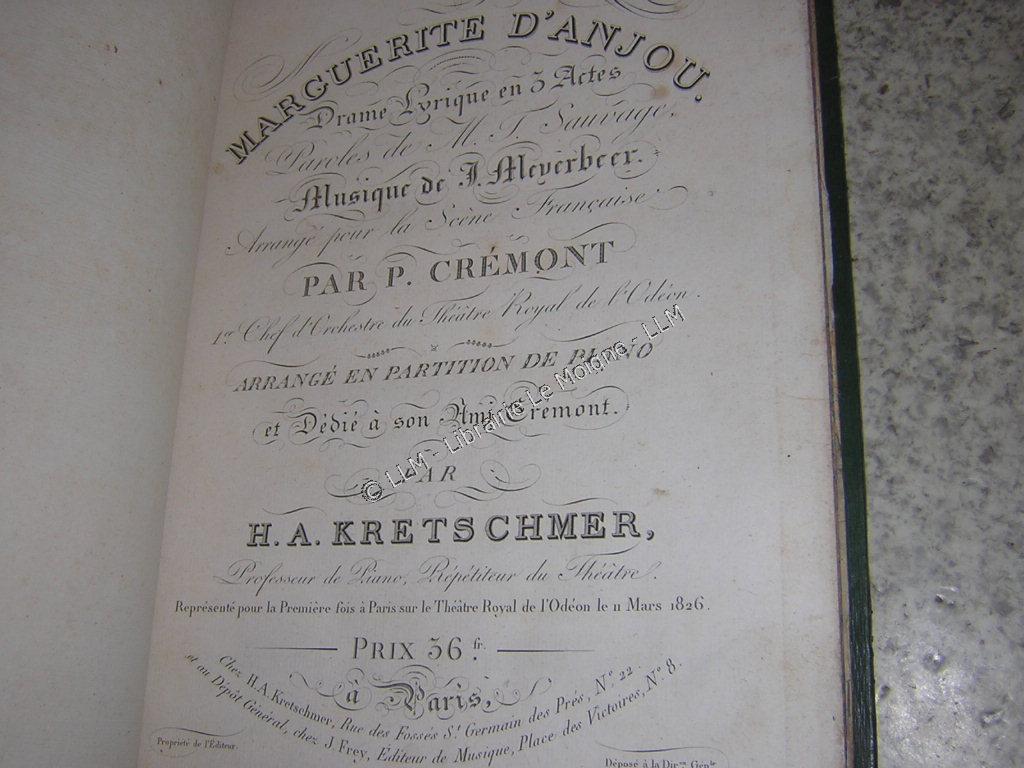 MARGUERITE D'ANJOU.
Drame Lyrique en 3 Actes
Paroles de M. T. Sauvage,
Musique de J. Meyerbeer.
Arrangé pour la Scène Française
PAR P. CRÉMONT
1er Chef d'Orchestre du Théâtre Royal de l'Odéon.
ARRANGÉ EN PARTITION DE PIANO
et Dédié à son Ami Crémont.
PAR
H. A. KRETSCHMER,
Professeur de Piano, Répétiteur du Théâtre.
Représenté pour la Première fois à Paris sur le Théâtre Royal de l'Odéon le 11 Mars 1826.
PRIX 36 fr.
à Paris,
Chez H. A. Kretschmer, Rue des Fossés St. Germain des Prés, No. 22.
et au Dépôt Général, chez J. Frey, Editeur de Musique, Place des Victoires, No. 8.
Propriété de l'Editeur.
Déposé à la Dir.on Génle
© LLM - Librairie Le Moigne - LLM